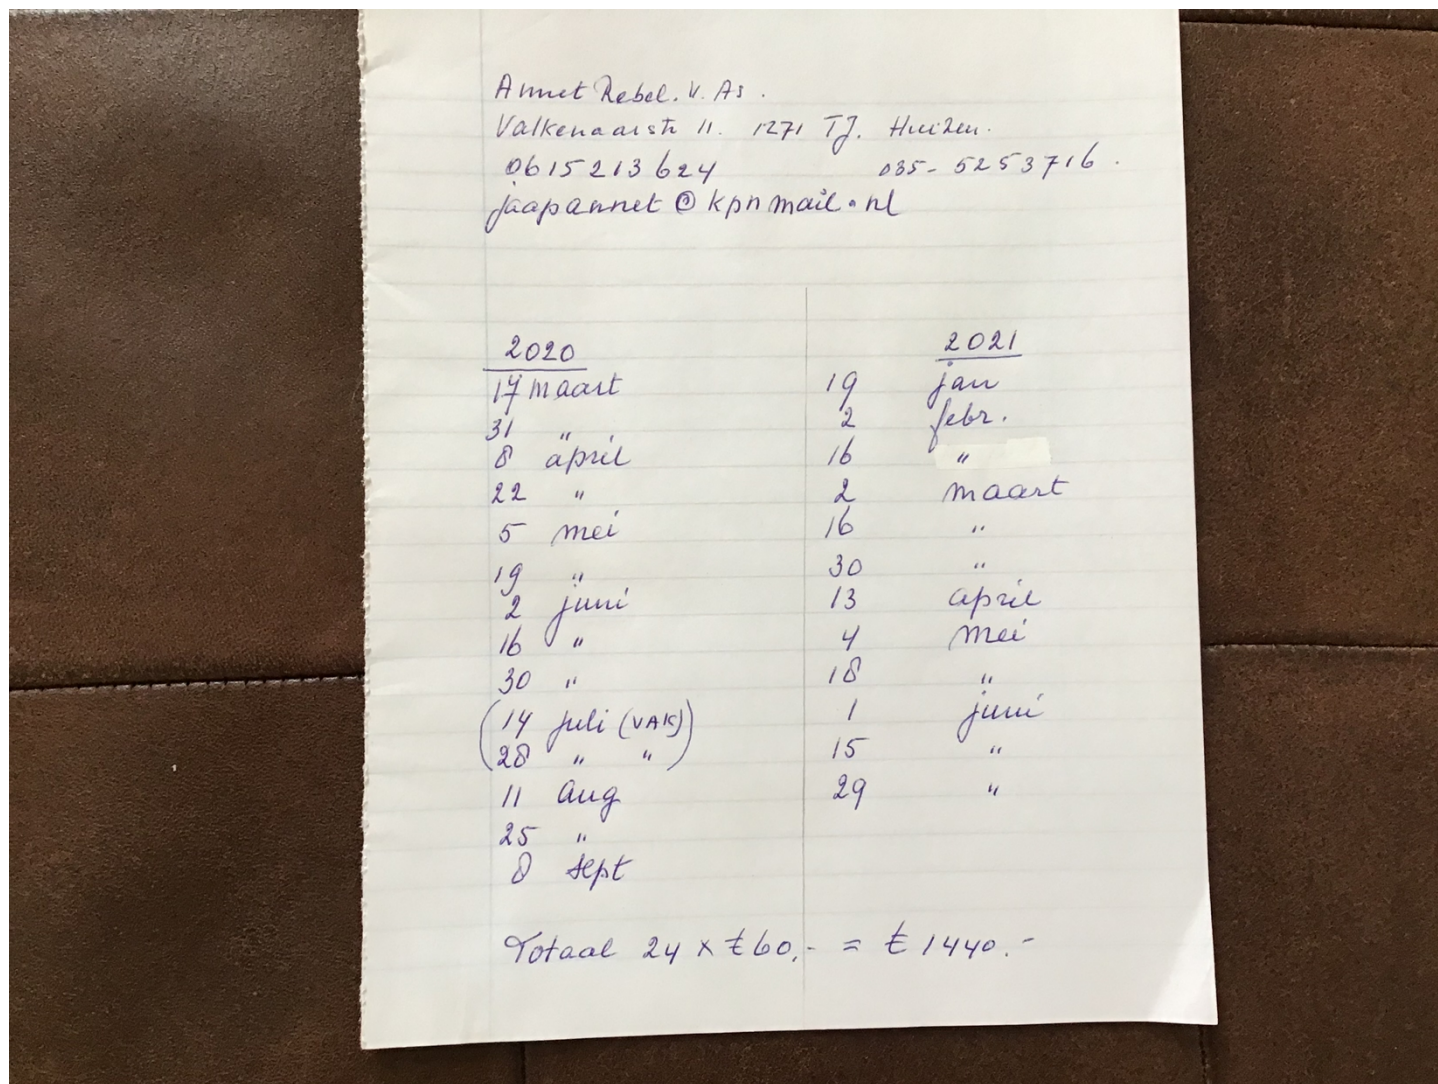 Annet Rebel. v. As.
Valkenaarstr 11. 1271 TJ. Huizen.
0615213624 035-5253716.
jaapannet@kpnmail.nl
2020
17 maart
31 "
8 april
22 "
5 mei
19 "
2 juni
16 "
30 "
(14 juli (VAK)
28 " " )
11 aug
25 "
8 sept
2021
19 jan
2 febr.
16 "
2 maart
16 "
30 "
13 april
4 mei
18 "
1 juni
15 "
29 "
Totaal 24 x €60,- = €1440.-